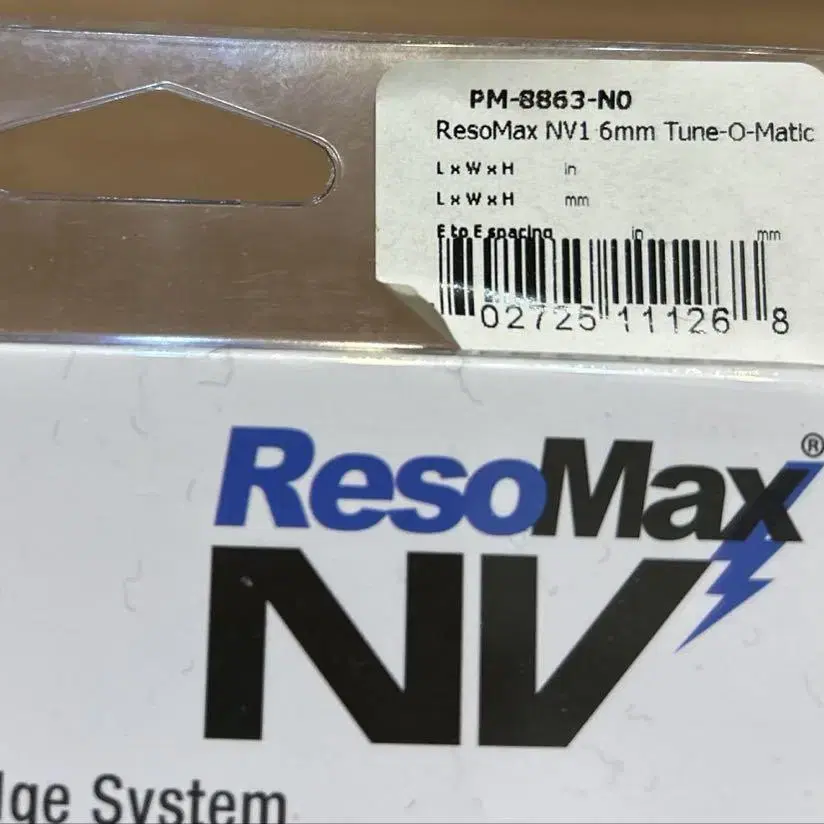 PM-8863-N0
ResoMax NV1 6mm Tune-O-Matic
L x W x H in
L x W x H mm
E to E spacing in mm
02725 11126 8
ResoMax®
NV
System